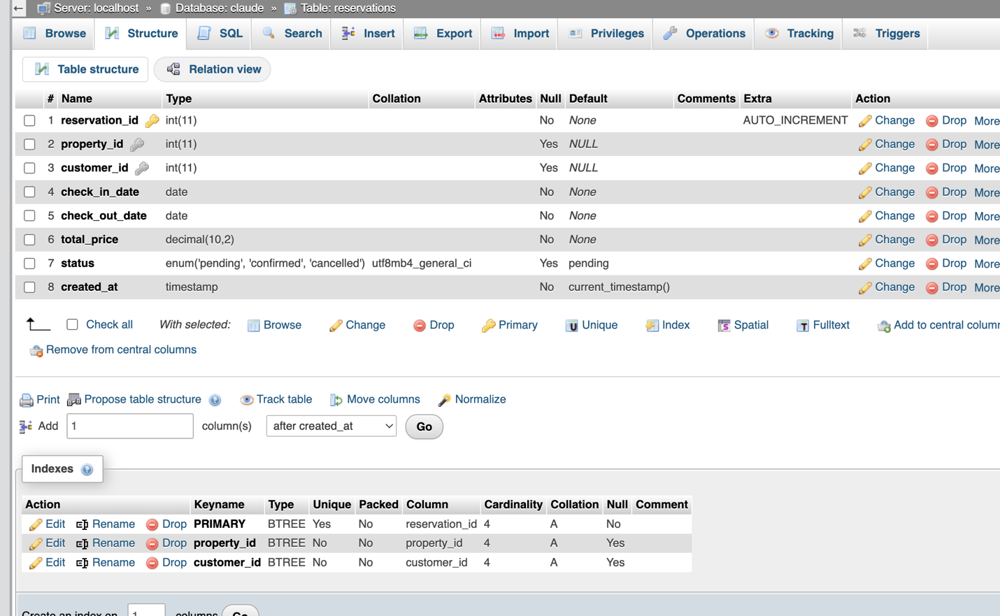 ← Server: localhost » Database: claude » Table: reservations
Browse Structure SQL Search Insert Export Import Privileges Operations Tracking Triggers
Table structure Relation view
# Name Type Collation Attributes Null Default Comments Extra Action
1 reservation_id int(11) No None AUTO_INCREMENT Change Drop More
2 property_id int(11) Yes NULL Change Drop More
3 customer_id int(11) Yes NULL Change Drop More
4 check_in_date date No None Change Drop More
5 check_out_date date No None Change Drop More
6 total_price decimal(10,2) No None Change Drop More
7 status enum('pending', 'confirmed', 'cancelled') utf8mb4_general_ci Yes pending Change Drop More
8 created_at timestamp No current_timestamp() Change Drop More
Check all With selected: Browse Change Drop Primary Unique Index Spatial Fulltext Add to central colum
Remove from central columns
Print Propose table structure Track table Move columns Normalize
Add 1 column(s) after created_at Go
Indexes
Action Keyname Type Unique Packed Column Cardinality Collation Null Comment
Edit Rename Drop PRIMARY BTREE Yes No reservation_id 4 A No
Edit Rename Drop property_id BTREE No No property_id 4 A Yes
Edit Rename Drop customer_id BTREE No No customer_id 4 A Yes
Create an index on 1 columns Go